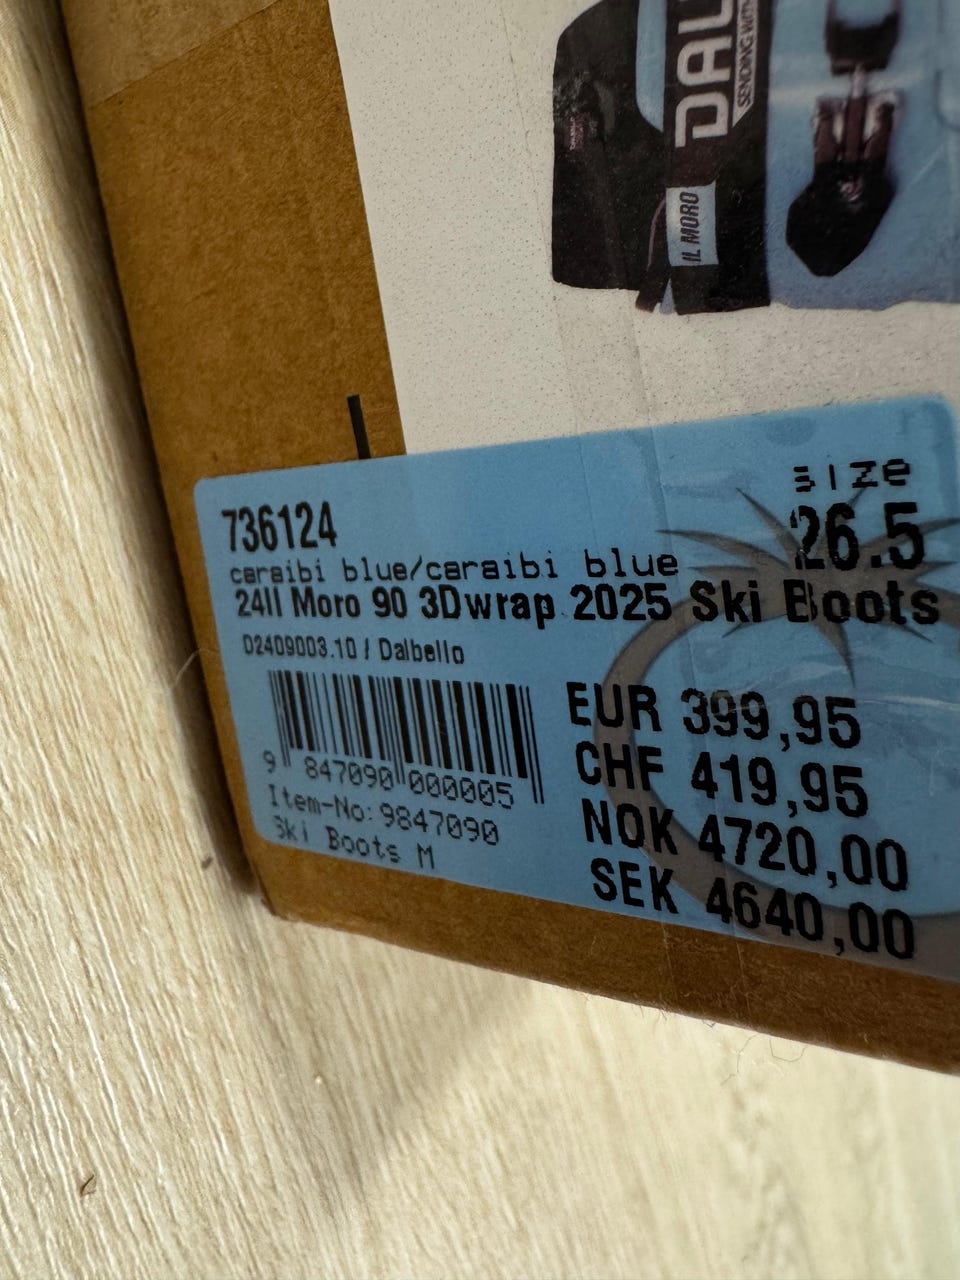 DAL
SENDING WITH
IL MORO
size
26.5
736124
caraibi blue/caraibi blue
24Il Moro 90 3Dwrap 2025 Ski Boots
D2409003.10 / Dalbello
9 847090 000005
Item-No: 9847090
Ski Boots M
EUR 399,95
CHF 419,95
NOK 4720,00
SEK 4640,00